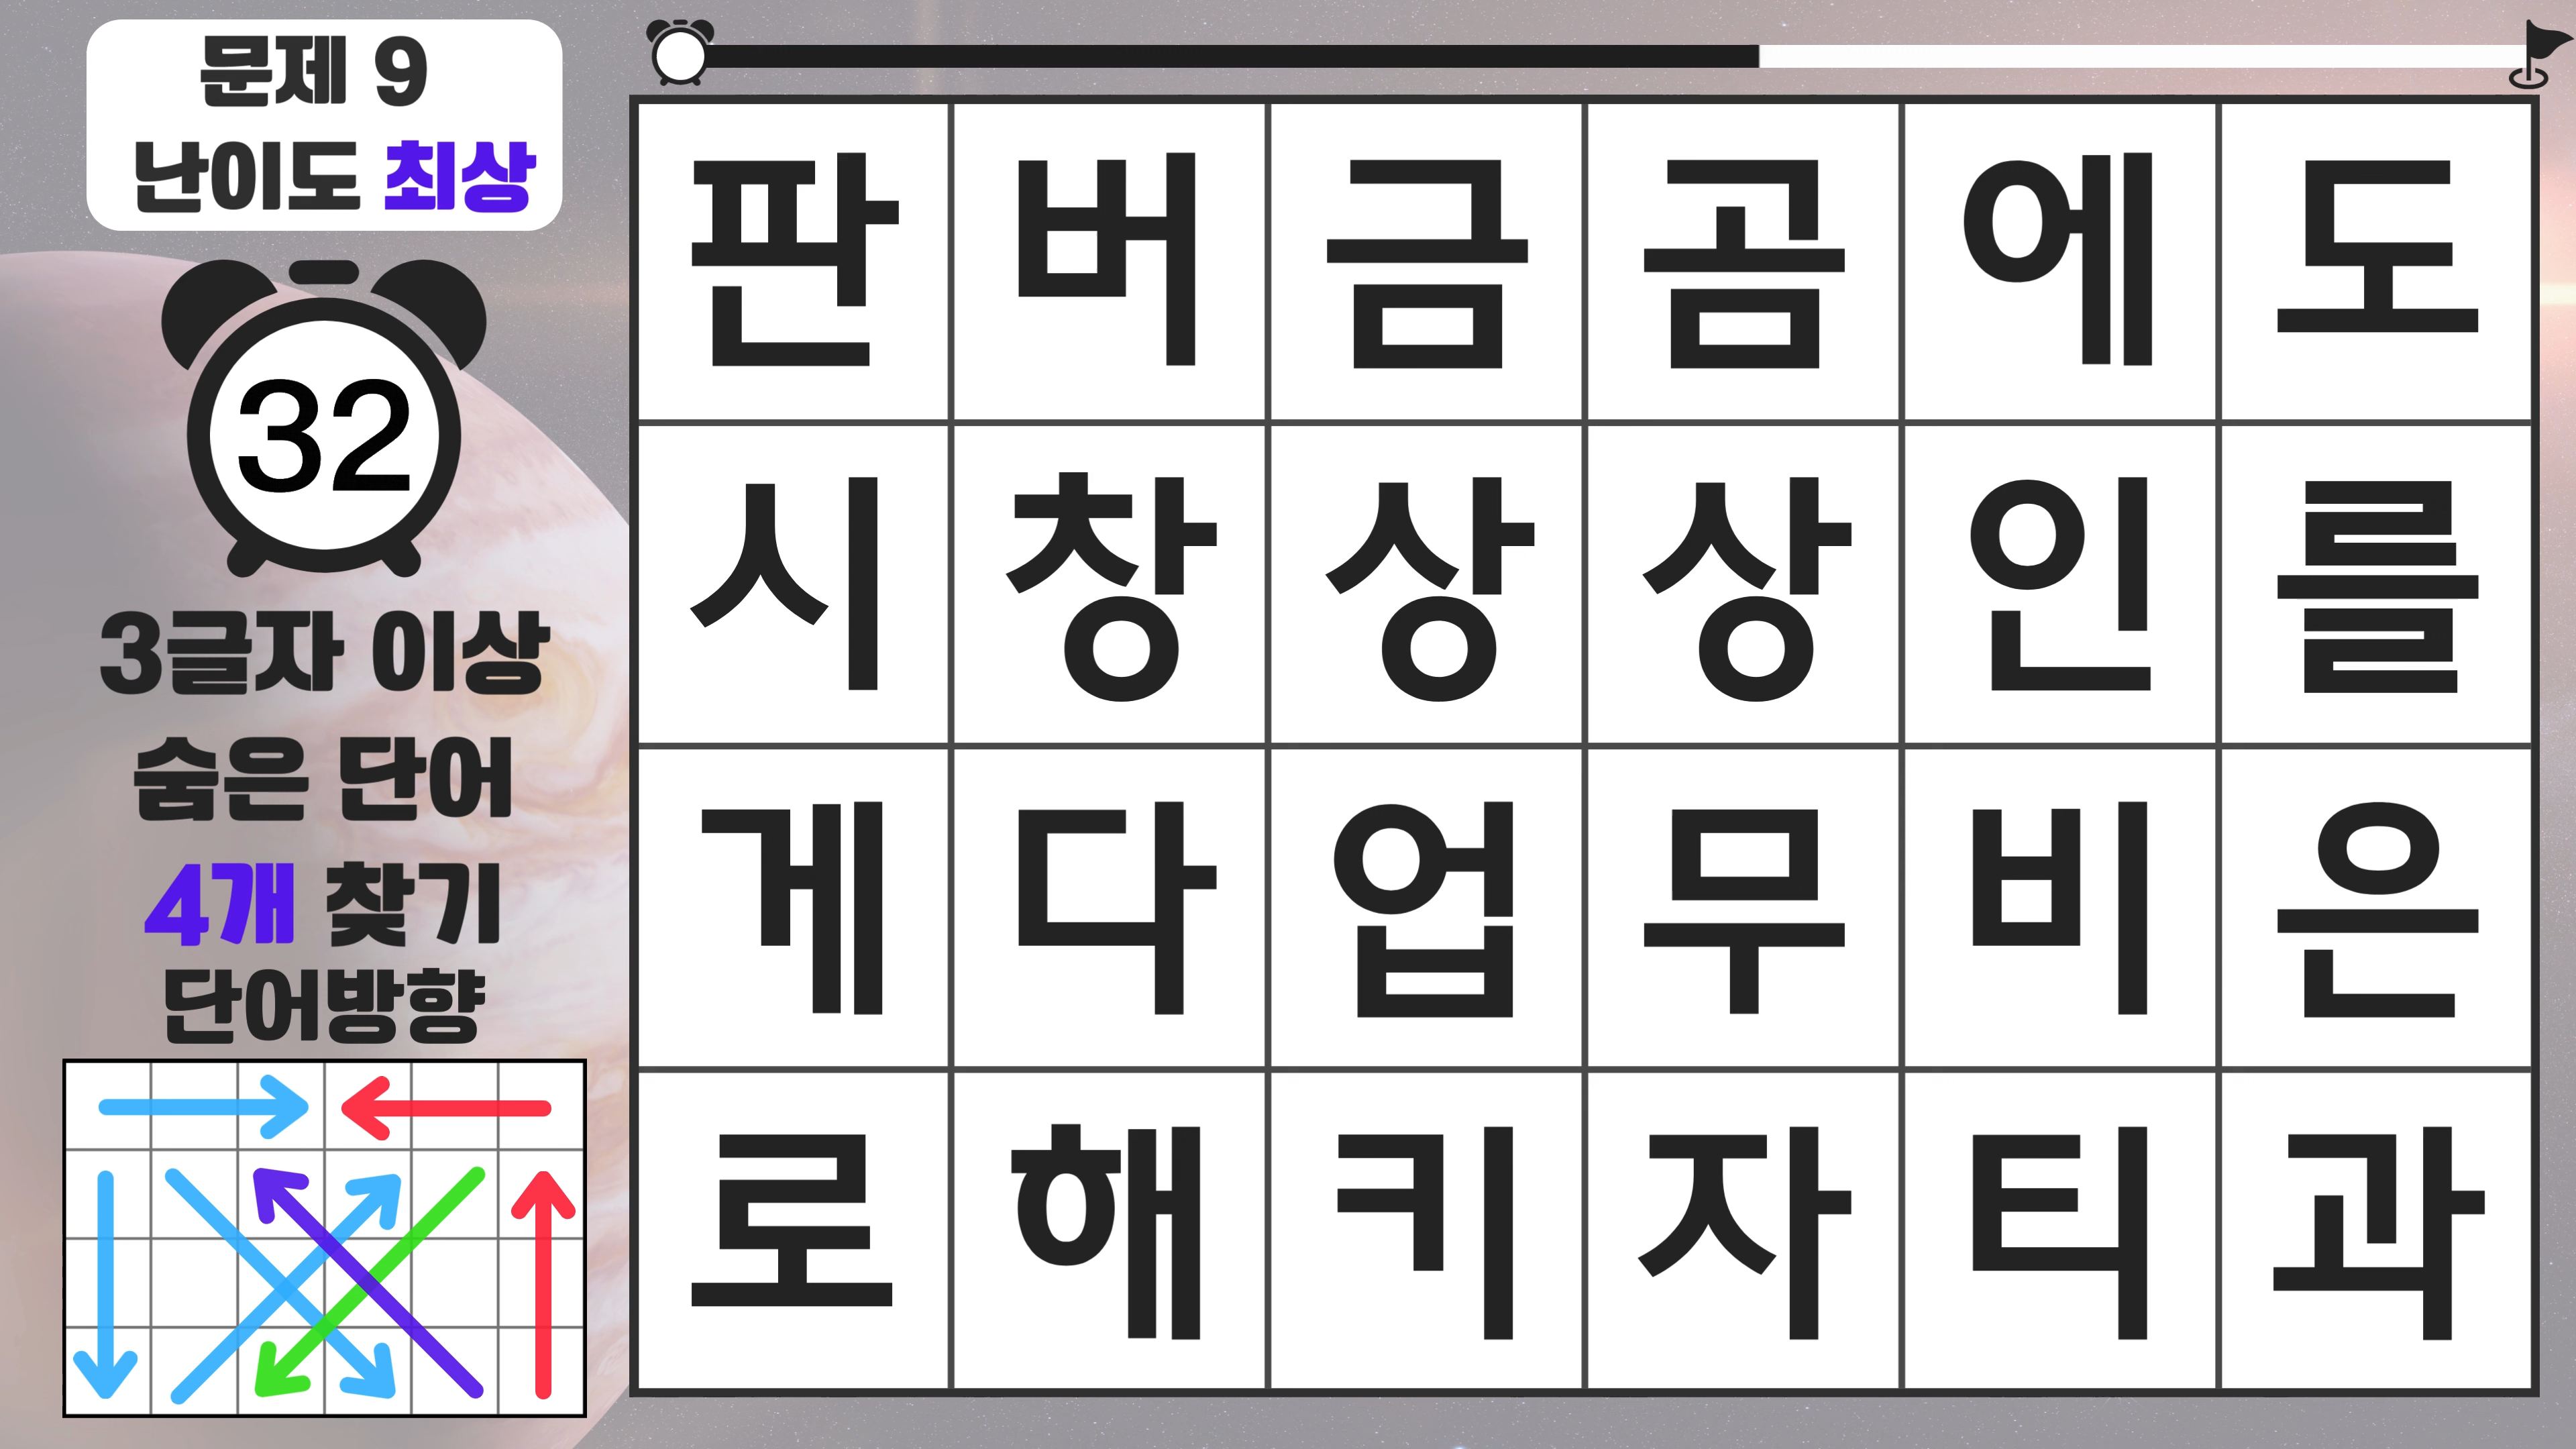 문제 9
난이도 최상
32
3글자 이상
숨은 단어
4개 찾기
단어방향
판 버 금 곰 에 도
시 창 상 상 인 를
게 다 업 무 비 은
로 해 키 자 티 과